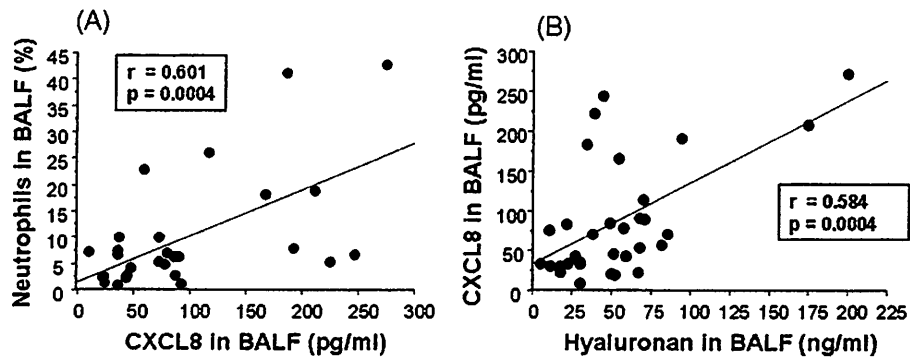 (A)
Neutrophils in BALF (%)
45
40
35
30
25
20
15
10
5
0
r = 0.601
p = 0.0004
0 50 100 150 200 250 300
CXCL8 in BALF (pg/ml)
(B)
CXCL8 in BALF (pg/ml)
300
250
200
150
100
50
0
r = 0.584
p = 0.0004
0 25 50 75 100 125 150 175 200 225
Hyaluronan in BALF (ng/ml)